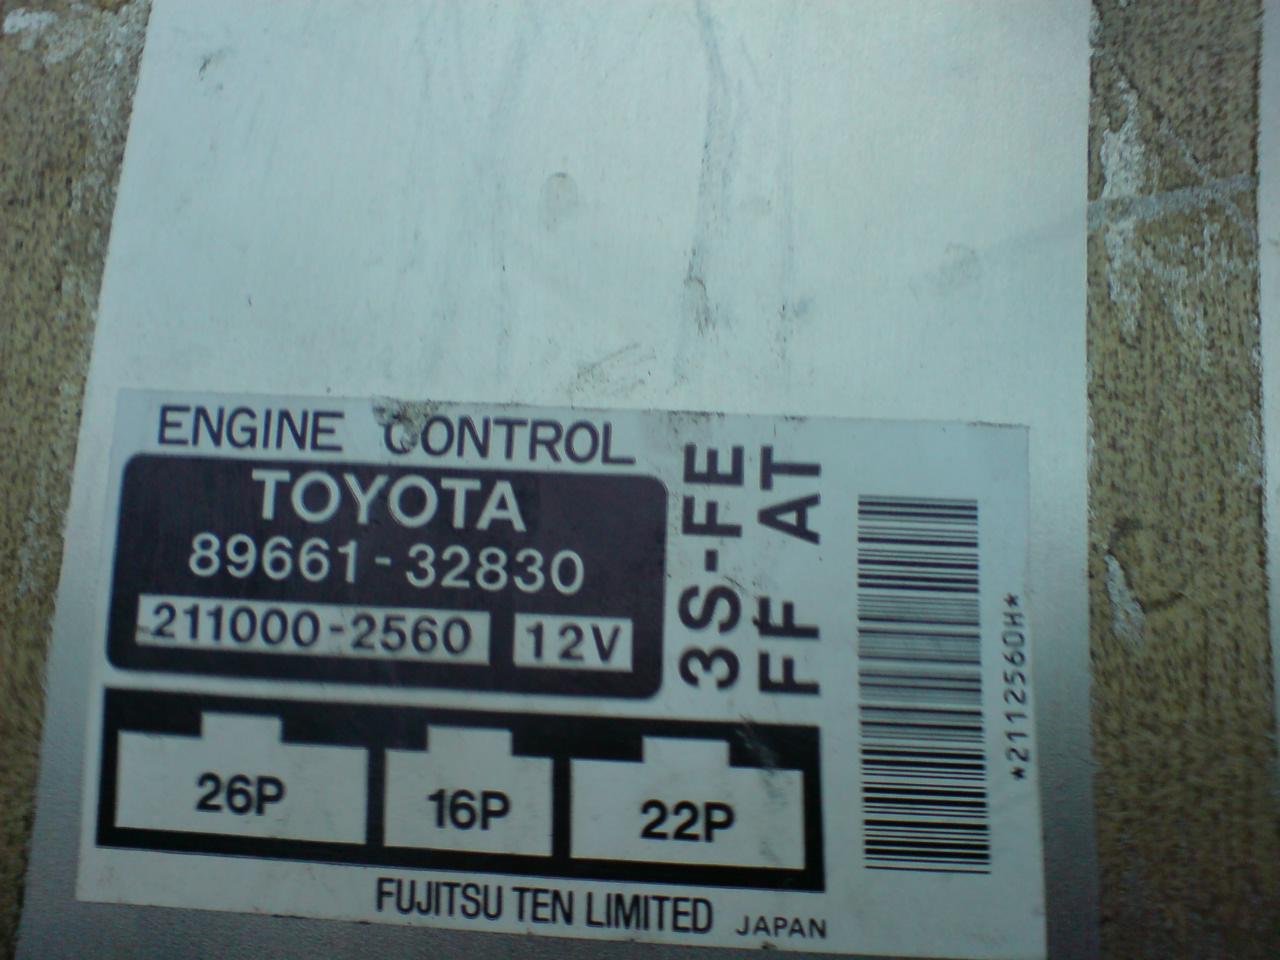 ENGINE CONTROL
TOYOTA
89661-32830
211000-2560 12V
3S-FE
FF AT
26P 16P 22P
FUJITSU TEN LIMITED JAPAN
*2112560H*